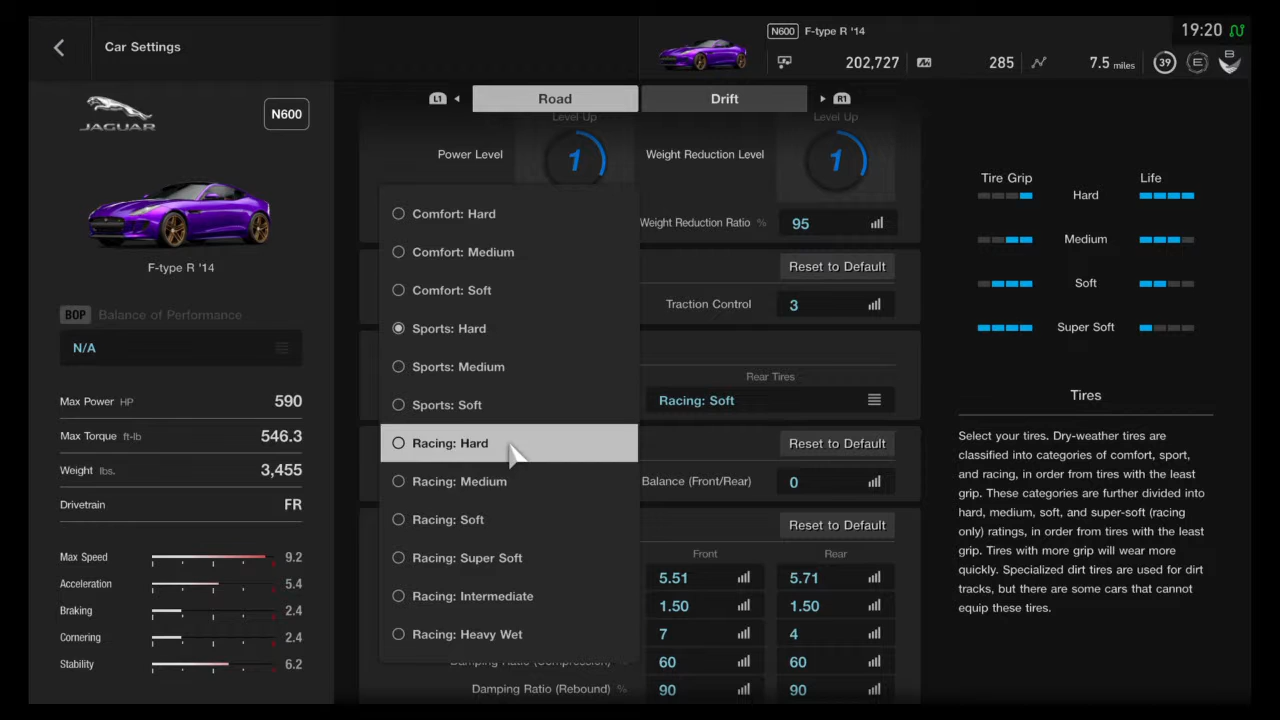 Car Settings
N600 F-type R '14
202,727 285 7.5 miles 39 E B
19:20
JAGUAR
N600
F-type R '14
BOP Balance of Performance
N/A
Max Power HP 590
Max Torque ft-lb 546.3
Weight lbs. 3,455
Drivetrain FR
Max Speed 9.2
Acceleration 5.4
Braking 2.4
Cornering 2.4
Stability 6.2
L1 Road Drift R1
Level Up Level Up
Power Level 1 Weight Reduction Level 1
Weight Reduction Ratio % 95
Reset to Default
Traction Control 3
Rear Tires
Racing: Soft
Reset to Default
Balance (Front/Rear) 0
Reset to Default
Front Rear
5.51 5.71
1.50 1.50
7 4
Damping Ratio (Compression) % 60 60
Damping Ratio (Rebound) % 90 90
Comfort: Hard
Comfort: Medium
Comfort: Soft
Sports: Hard
Sports: Medium
Sports: Soft
Racing: Hard
Racing: Medium
Racing: Soft
Racing: Super Soft
Racing: Intermediate
Racing: Heavy Wet
Tire Grip Life
Hard
Medium
Soft
Super Soft
Tires
Select your tires. Dry-weather tires are
classified into categories of comfort, sport,
and racing, in order from tires with the least
grip. These categories are further divided into
hard, medium, soft, and super-soft (racing
only) ratings, in order from tires with the least
grip. Tires with more grip will wear more
quickly. Specialized dirt tires are used for dirt
tracks, but there are some cars that cannot
equip these tires.